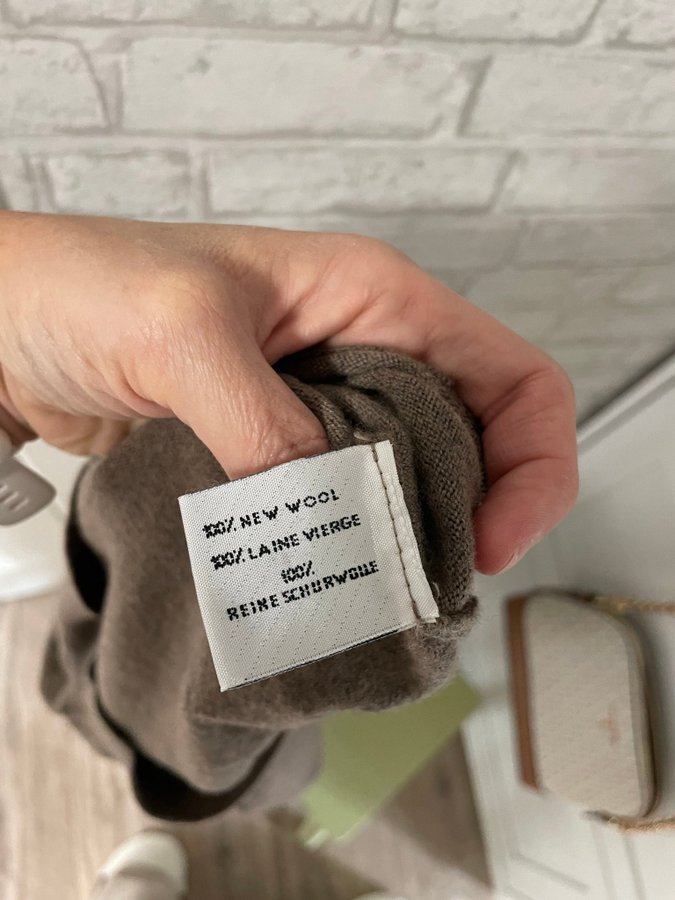 100% NEW WOOL
100% LAINE VIERGE
100%
REINE SCHURWOLLE